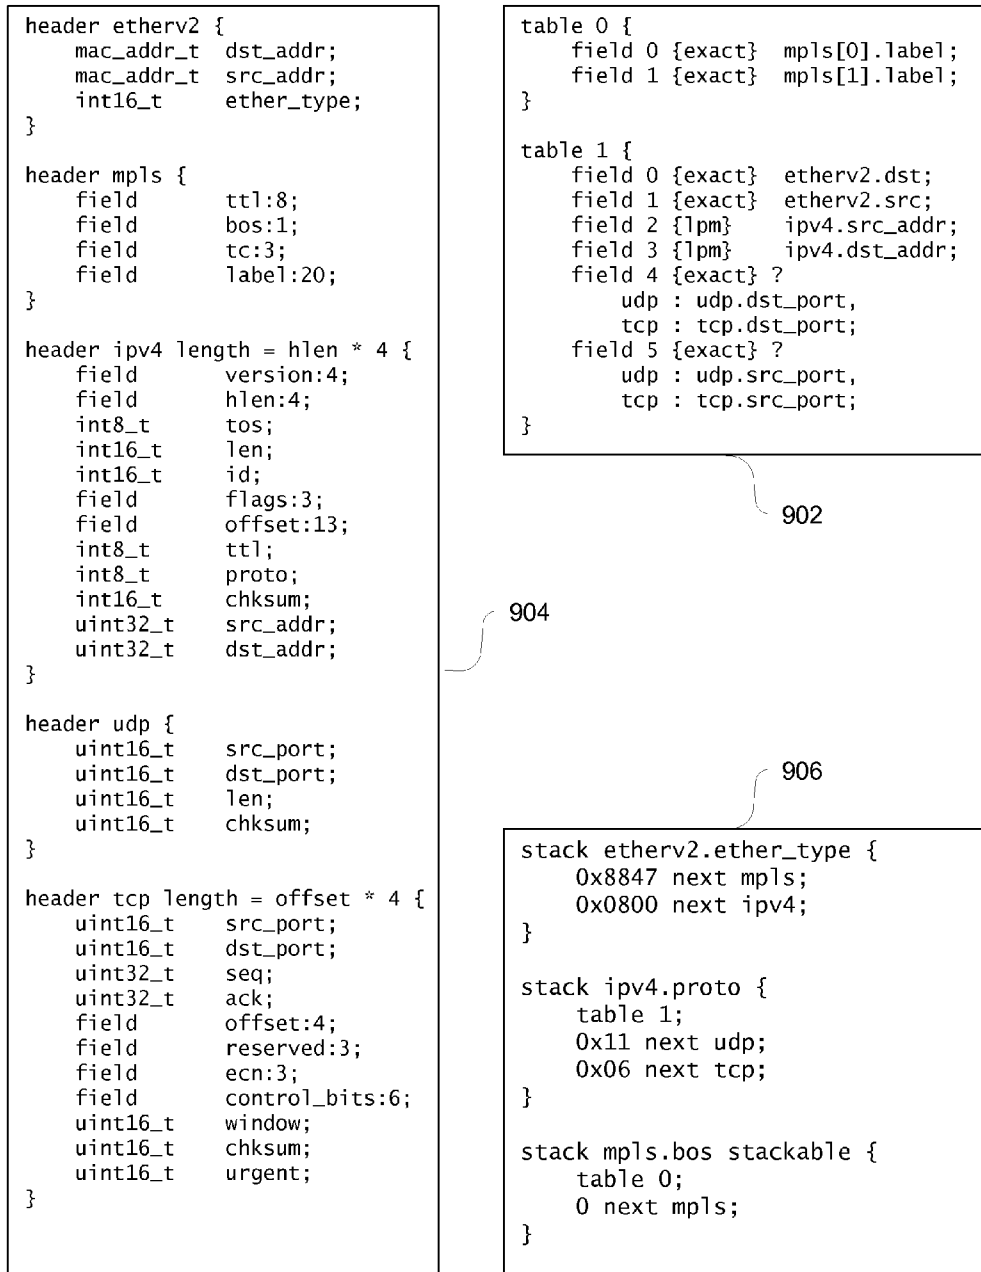 header etherv2 {
    mac_addr_t  dst_addr;
    mac_addr_t  src_addr;
    int16_t     ether_type;
}

header mpls {
    field       ttl:8;
    field       bos:1;
    field       tc:3;
    field       label:20;
}

header ipv4 length = hlen * 4 {
    field       version:4;
    field       hlen:4;
    int8_t      tos;
    int16_t     len;
    int16_t     id;
    field       flags:3;
    field       offset:13;
    int8_t      ttl;
    int8_t      proto;
    int16_t     chksum;
    uint32_t    src_addr;
    uint32_t    dst_addr;
}

header udp {
    uint16_t    src_port;
    uint16_t    dst_port;
    uint16_t    len;
    uint16_t    chksum;
}

header tcp length = offset * 4 {
    uint16_t    src_port;
    uint16_t    dst_port;
    uint32_t    seq;
    uint32_t    ack;
    field       offset:4;
    field       reserved:3;
    field       ecn:3;
    field       control_bits:6;
    uint16_t    window;
    uint16_t    chksum;
    uint16_t    urgent;
}
904

table 0 {
    field 0 {exact}  mpls[0].label;
    field 1 {exact}  mpls[1].label;
}

table 1 {
    field 0 {exact}  etherv2.dst;
    field 1 {exact}  etherv2.src;
    field 2 {lpm}    ipv4.src_addr;
    field 3 {lpm}    ipv4.dst_addr;
    field 4 {exact} ?
        udp : udp.dst_port,
        tcp : tcp.dst_port;
    field 5 {exact} ?
        udp : udp.src_port,
        tcp : tcp.src_port;
}
902

906
stack etherv2.ether_type {
    0x8847 next mpls;
    0x0800 next ipv4;
}

stack ipv4.proto {
    table 1;
    0x11 next udp;
    0x06 next tcp;
}

stack mpls.bos stackable {
    table 0;
    0 next mpls;
}